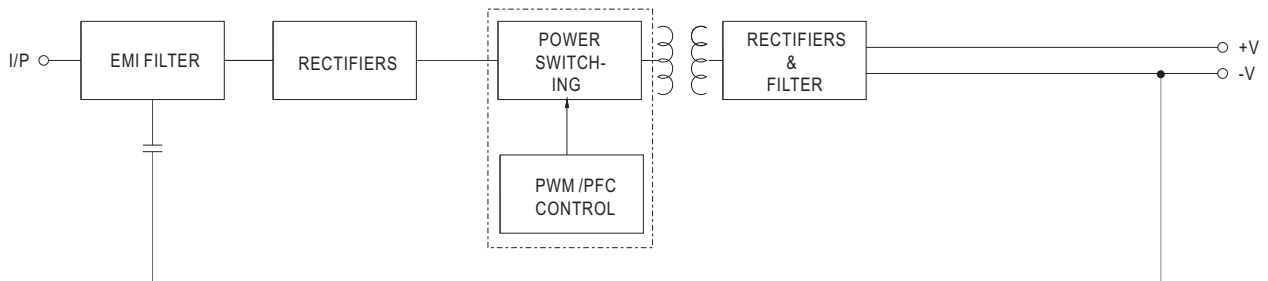 I/P
EMI FILTER
RECTIFIERS
POWER
SWITCH-
ING
RECTIFIERS
&
FILTER
+V
-V
PWM /PFC
CONTROL